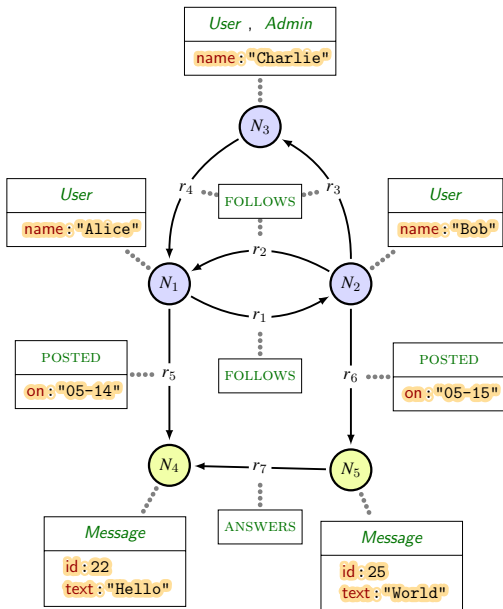 User , Admin
name:"Charlie"
N3
r4
r3
FOLLOWS
User
name:"Alice"
User
name:"Bob"
r2
N1
N2
r1
POSTED
on:"05-14"
r5
FOLLOWS
r6
POSTED
on:"05-15"
N4
r7
N5
ANSWERS
Message
id:22
text:"Hello"
Message
id:25
text:"World"